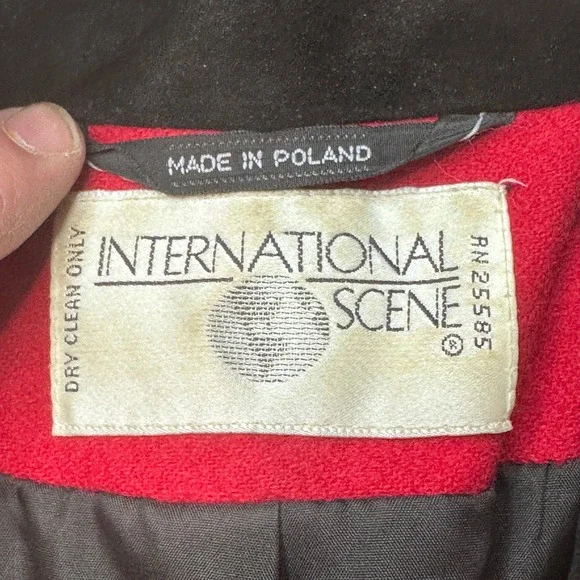 MADE IN POLAND
DRY CLEAN ONLY
INTERNATIONAL
SCENE®
RN 25585